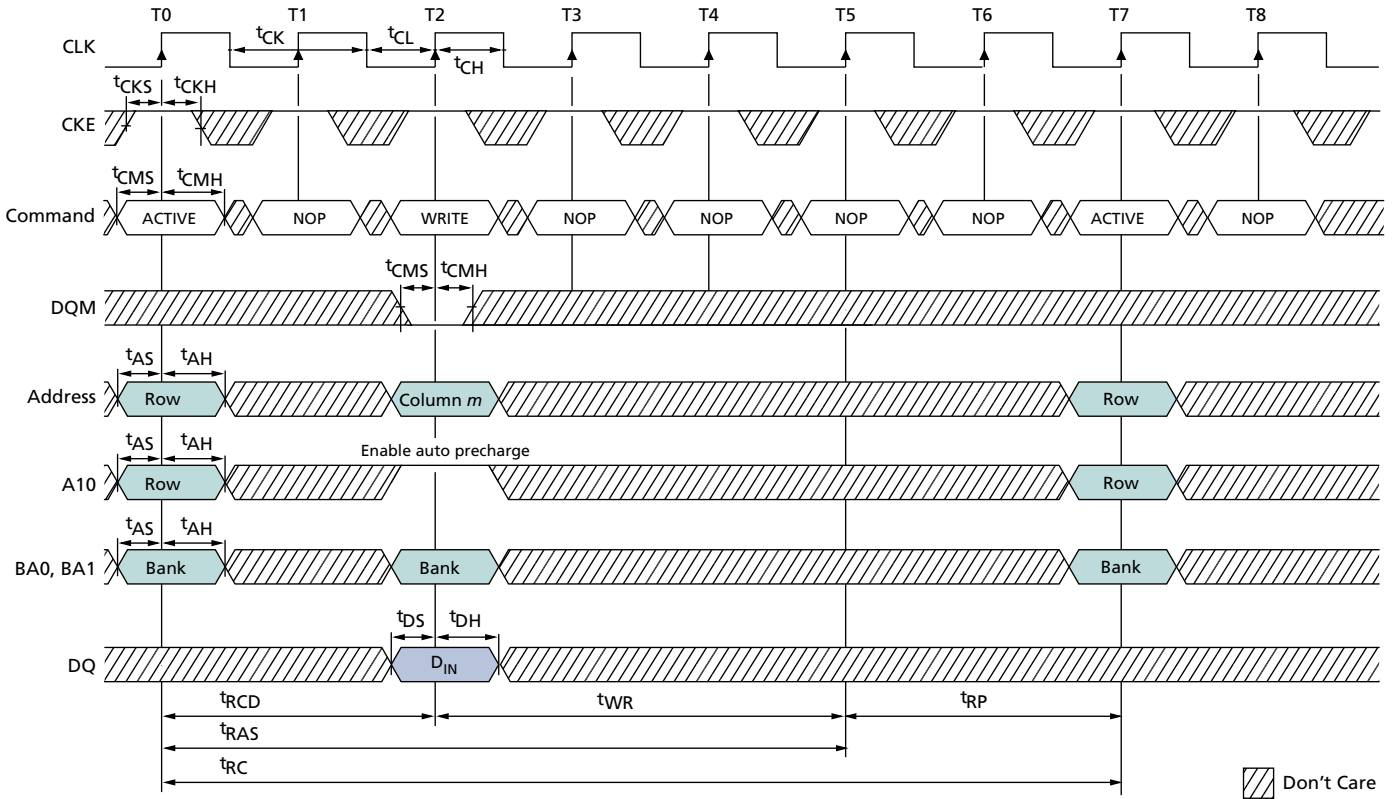 T0 T1 T2 T3 T4 T5 T6 T7 T8
CLK
tCK tCL
tCH
tCKS tCKH
CKE
tCMS tCMH
Command ACTIVE NOP WRITE NOP NOP NOP NOP ACTIVE NOP
tCMS tCMH
DQM
tAS tAH
Address Row Column m Row
tAS tAH Enable auto precharge
A10 Row Row
tAS tAH
BA0, BA1 Bank Bank Bank
tDS tDH
DQ DIN
tRCD tWR tRP
tRAS
tRC
Don't Care